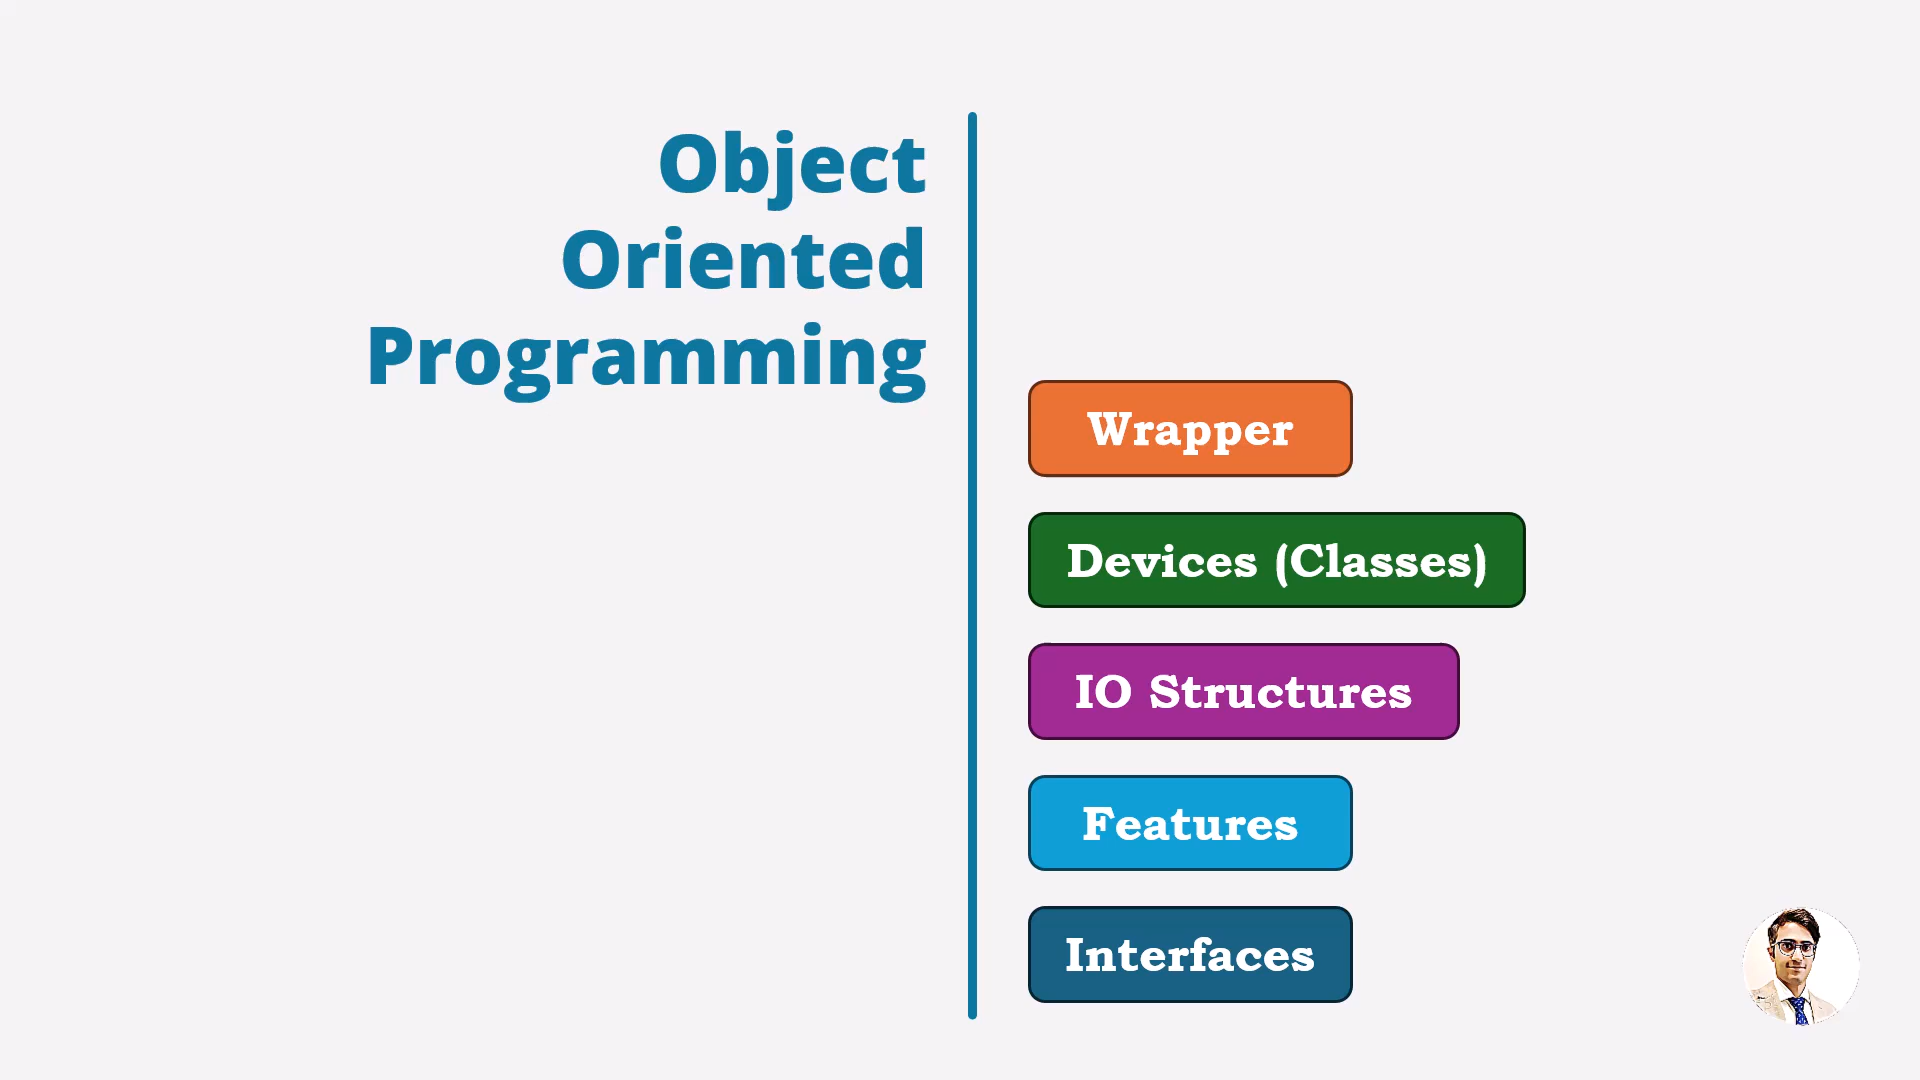 Object
Oriented
Programming
Wrapper
Devices (Classes)
IO Structures
Features
Interfaces